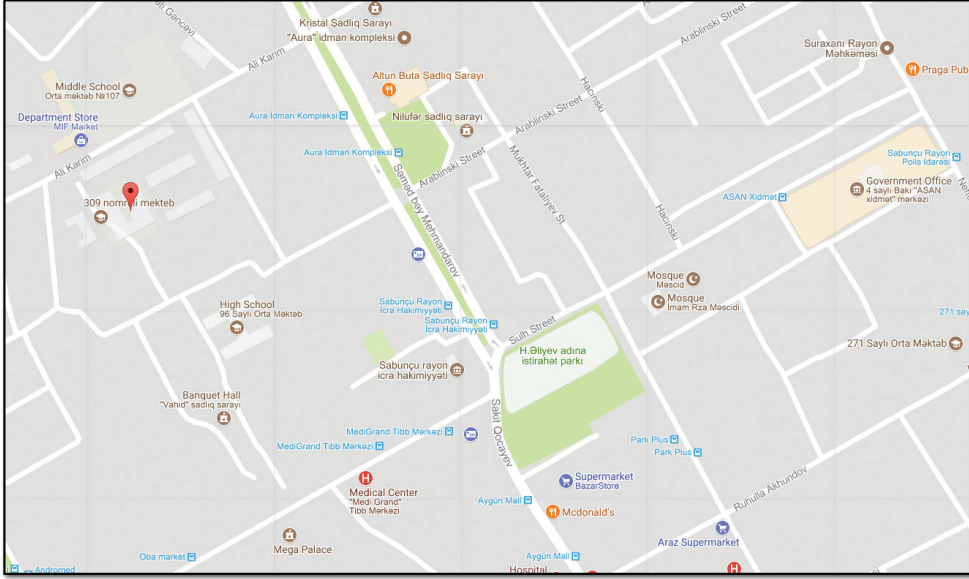 Kristal Şadlıq Sarayı
"Aura" idman kompleksi
Ali Karim
Arablinski Street
Suraxanı Rayon
Məhkəməsi
Praga Pub
Middle School
Orta məktəb №107
Department Store
MIF Market
Altun Buta Şadlıq Sarayı
Aura İdman Kompleksi
Nilufər şadlıq sarayı
Hacınski
Arablinski Street
Aura İdman Kompleksi
Arablinski Street
Mukhtar Fataliyev St
Sabunçu Rayon
Polis İdarəsi
Ali Karim
309 nomreli mekteb
Səməd bəy Mehmandarov
ASAN Xidmət
Government Office
4 saylı Bakı "ASAN
xidmət" mərkəzi
Hacınski
Mosque
Məscid
Mosque
İmam Rza Məscidi
High School
96 Sayli Orta Məktəb
Sabunçu Rayon
İcra Hakimiyyəti
Sabunçu Rayon
İcra Hakimiyyəti
Sulh Street
271 say
271 Saylı Orta Məktəb
H.Əliyev adına
istirahət parkı
Sabunçu rayon
icra hakimiyyəti
Banquet Hall
"Vahid" şadlıq sarayı
Sakit Qocayev
MediGrand Tibb Mərkəzi
MediGrand Tibb Mərkəzi
Park Plus
Park Plus
Medical Center
"Medi Grand"
Tibb Mərkəzi
Supermarket
BazarStore
Ruhulla Akhundov
Aygün Mall
Mcdonald's
Araz Supermarket
Mega Palace
Oba market
Aygün Mall
Andromed
Hospital